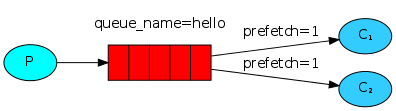 queue_name=hello
prefetch=1
C₁
P
prefetch=1
C₂